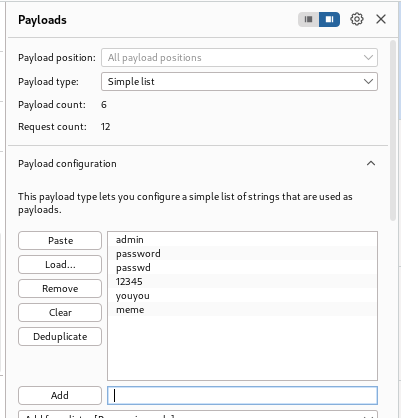 Payloads
Payload position: All payload positions
Payload type: Simple list
Payload count: 6
Request count: 12
Payload configuration
This payload type lets you configure a simple list of strings that are used as
payloads.
Paste
Load...
Remove
Clear
Deduplicate
admin
password
passwd
12345
youyou
meme
Add